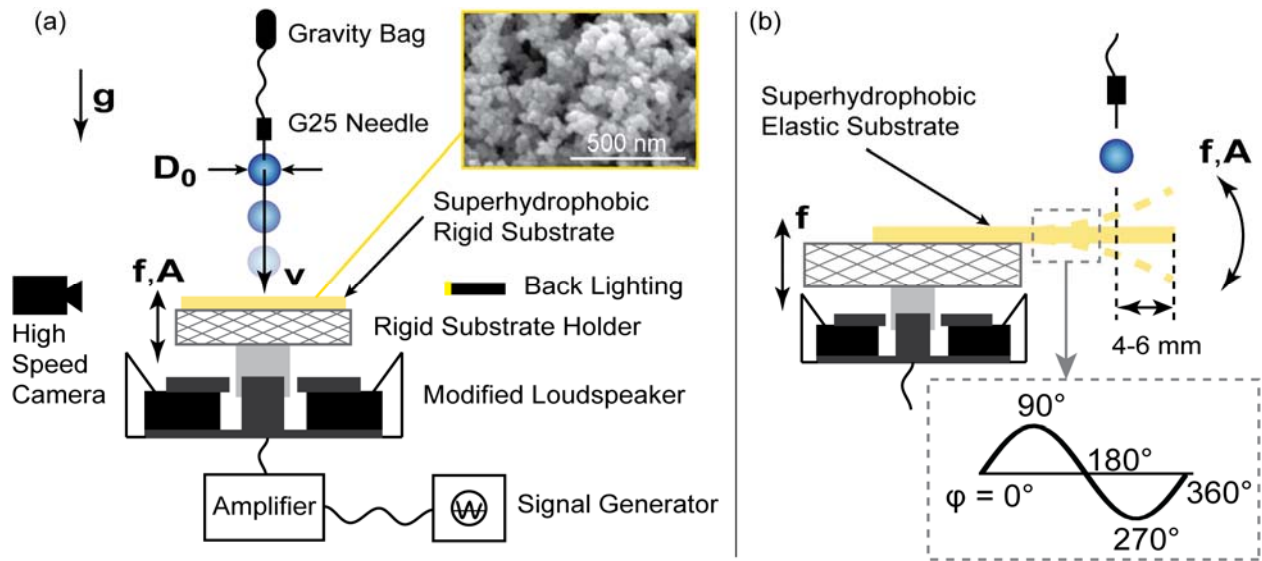 (a)
Gravity Bag
g
G25 Needle
D₀
500 nm
Superhydrophobic
Rigid Substrate
v
f,A
Back Lighting
High
Speed
Camera
Rigid Substrate Holder
Modified Loudspeaker
Amplifier
Signal Generator
(b)
Superhydrophobic
Elastic Substrate
f,A
f
4-6 mm
90°
180°
φ = 0°
360°
270°